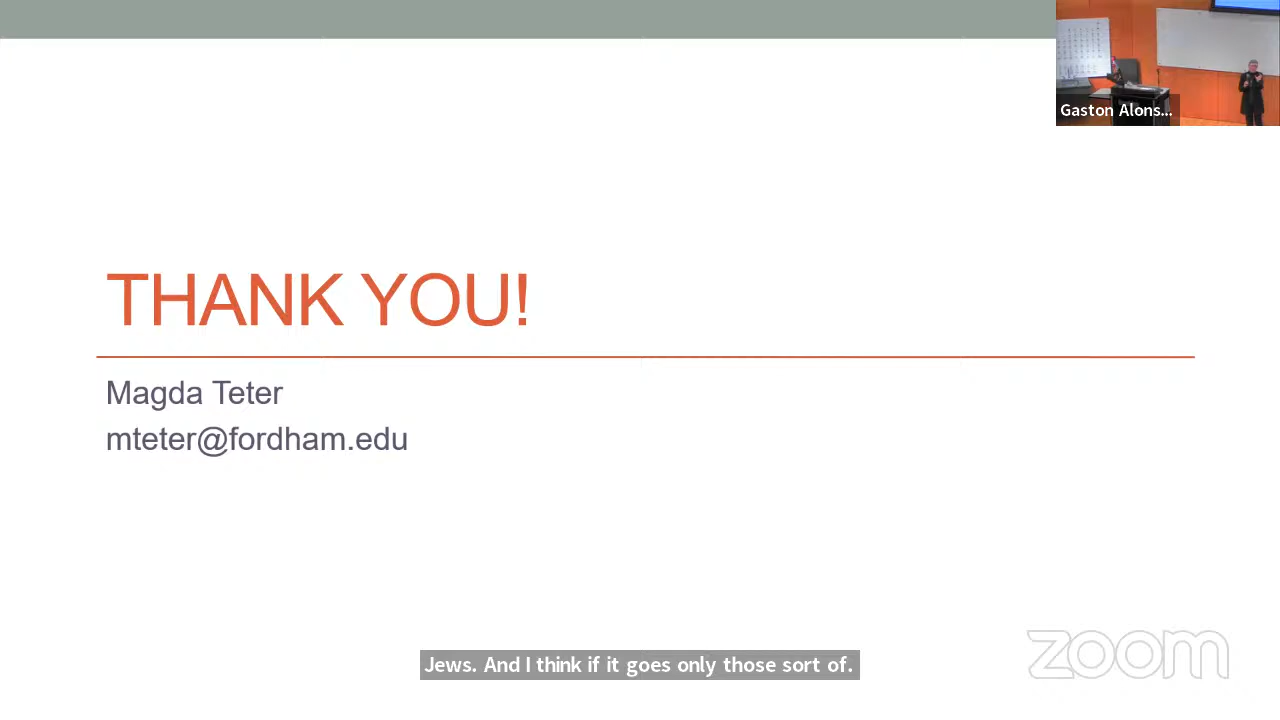 Gaston Alons...
THANK YOU!
Magda Teter
mteter@fordham.edu
Jews. And I think if it goes only those sort of.
zoom